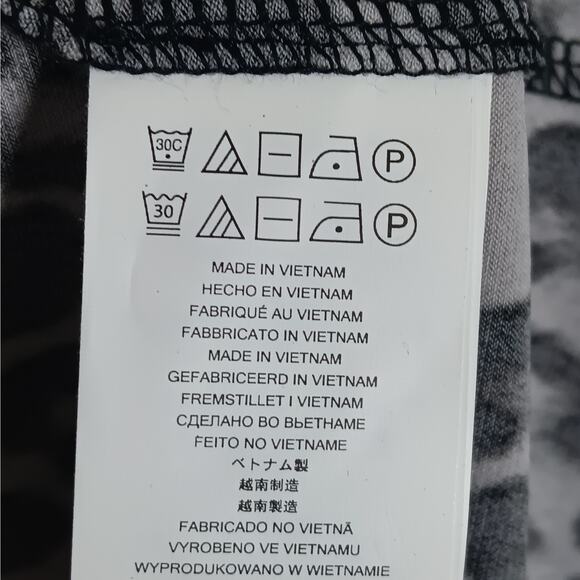 30C P
30 P
MADE IN VIETNAM
HECHO EN VIETNAM
FABRIQUÉ AU VIETNAM
FABBRICATO IN VIETNAM
MADE IN VIETNAM
GEFABRICEERD IN VIETNAM
FREMSTILLET I VIETNAM
СДЕЛАНО ВО ВЬЕТНАМЕ
FEITO NO VIETNAME
ベトナム製
越南制造
越南製造
FABRICADO NO VIETNÃ
VYROBENO VE VIETNAMU
WYPRODUKOWANO W WIETNAMIE